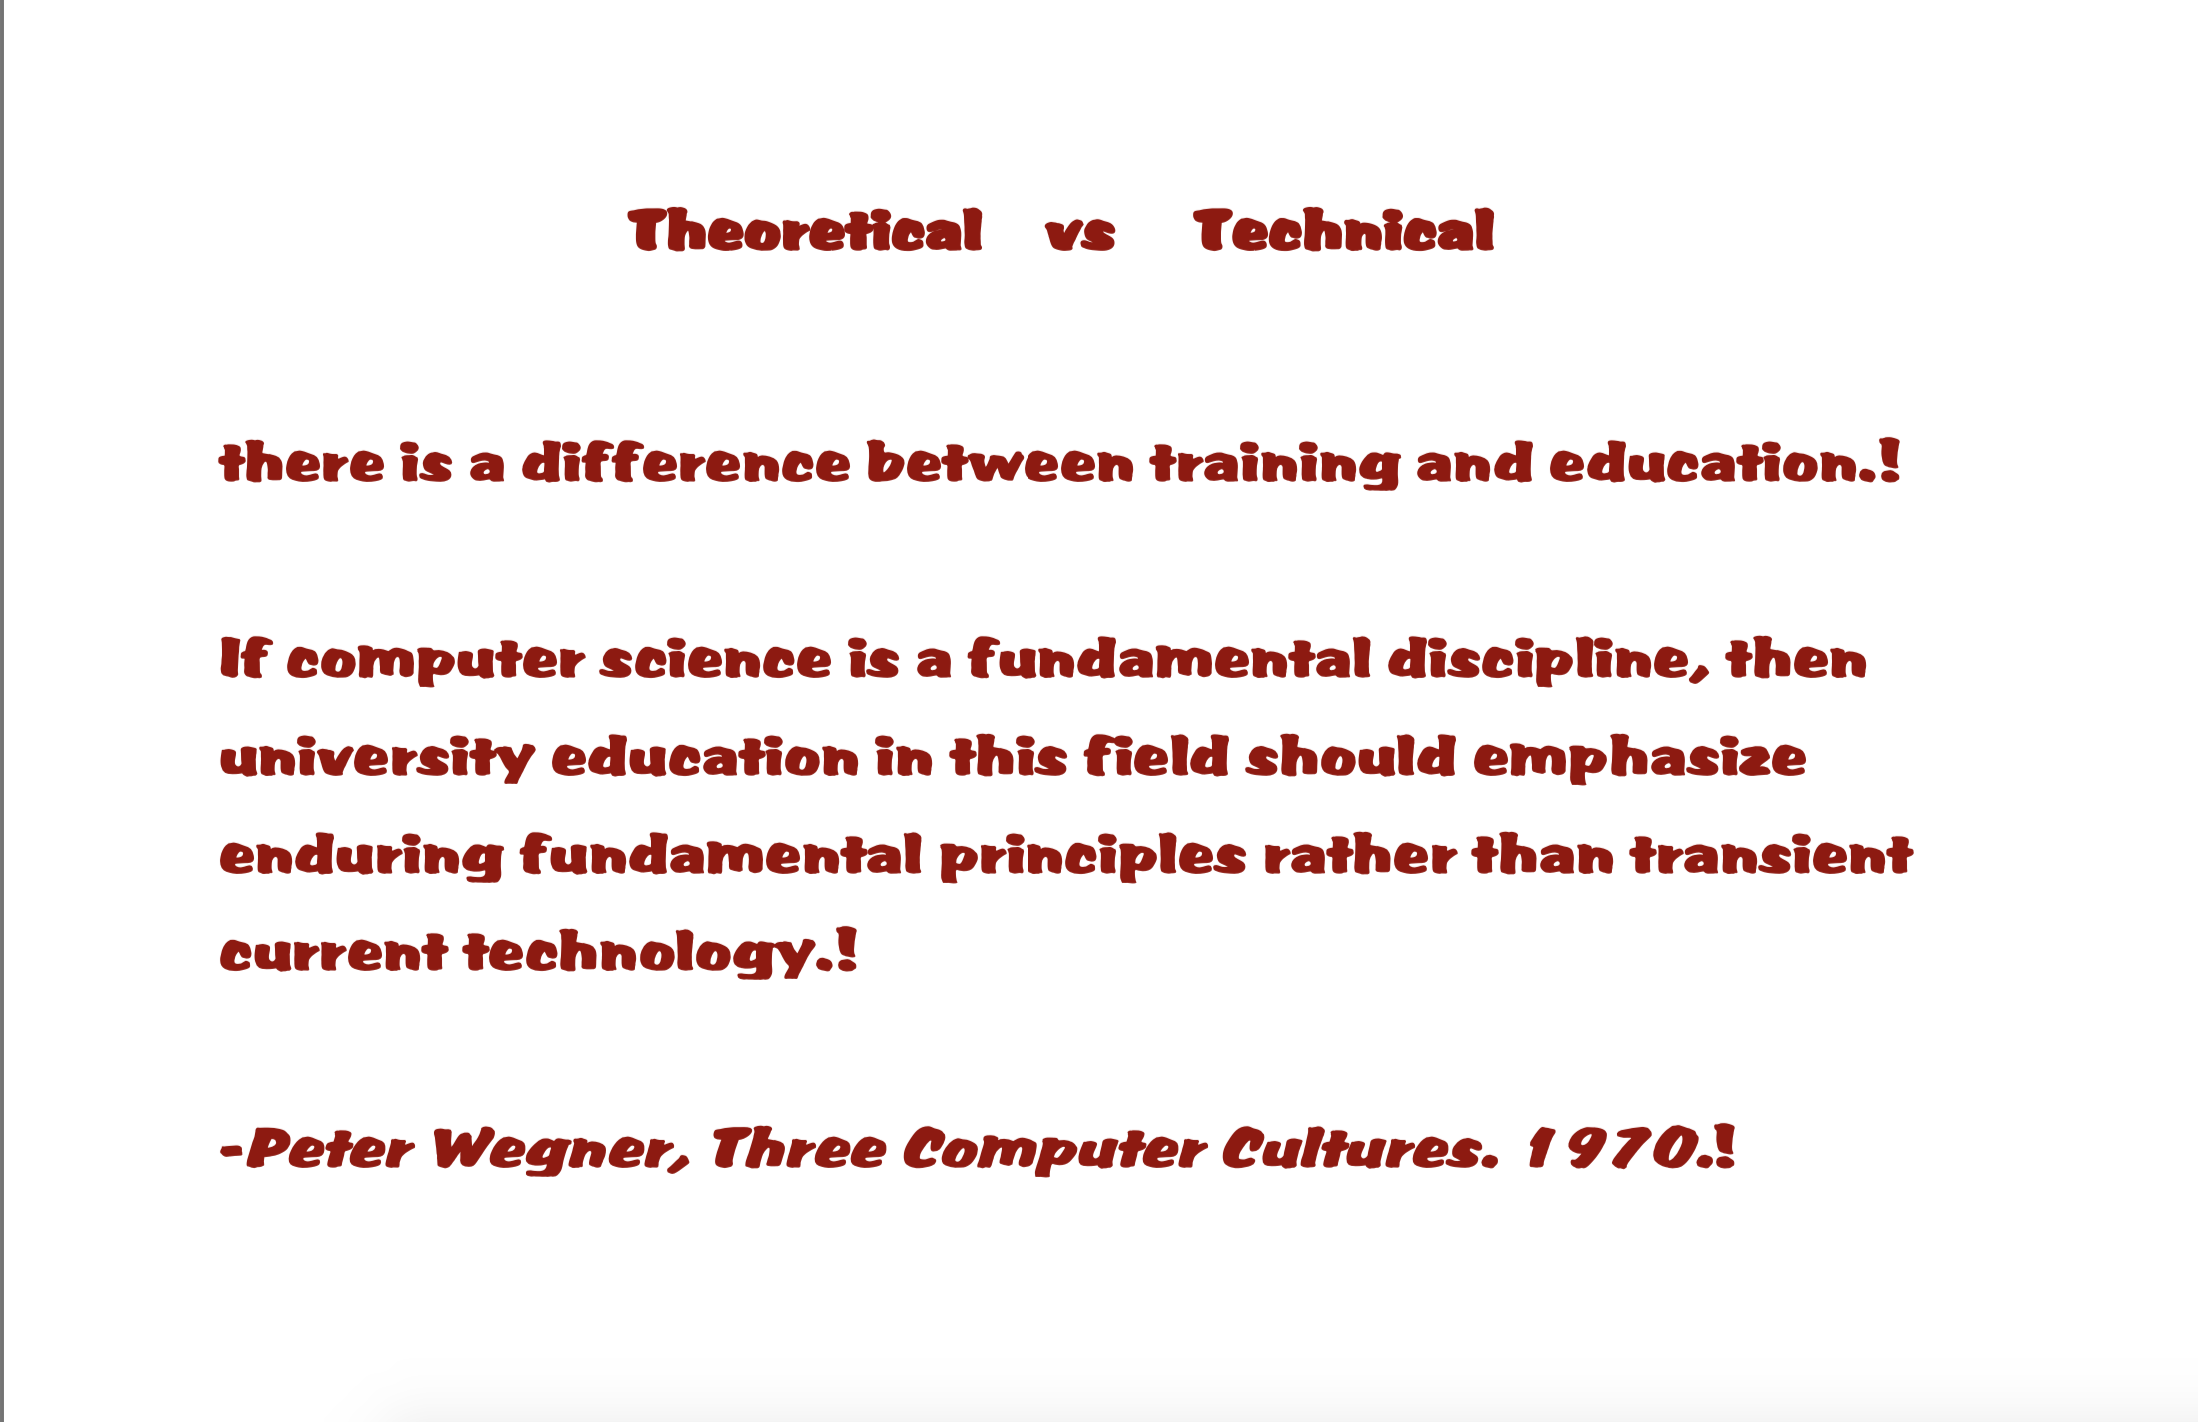 Theoretical vs Technical
there is a difference between training and education.!
If computer science is a fundamental discipline, then
university education in this field should emphasize
enduring fundamental principles rather than transient
current technology.!
-Peter Wegner, Three Computer Cultures. 1970.!